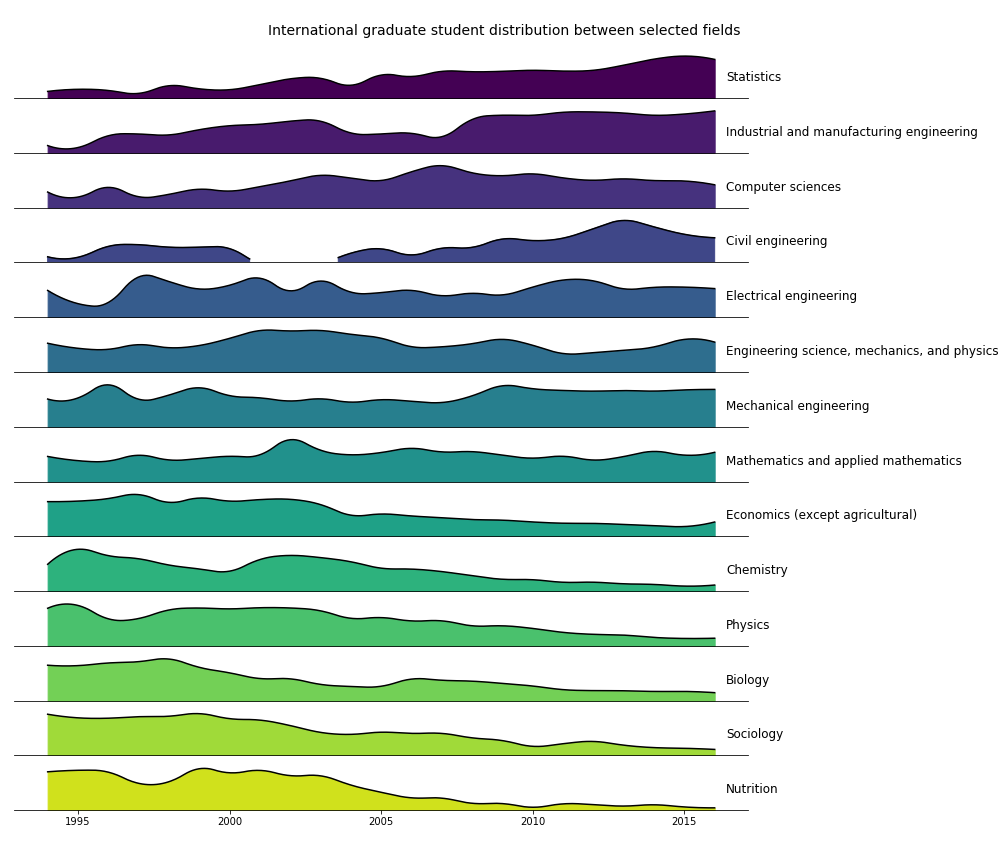 International graduate student distribution between selected fields
Statistics
Industrial and manufacturing engineering
Computer sciences
Civil engineering
Electrical engineering
Engineering science, mechanics, and physics
Mechanical engineering
Mathematics and applied mathematics
Economics (except agricultural)
Chemistry
Physics
Biology
Sociology
Nutrition
1995 2000 2005 2010 2015